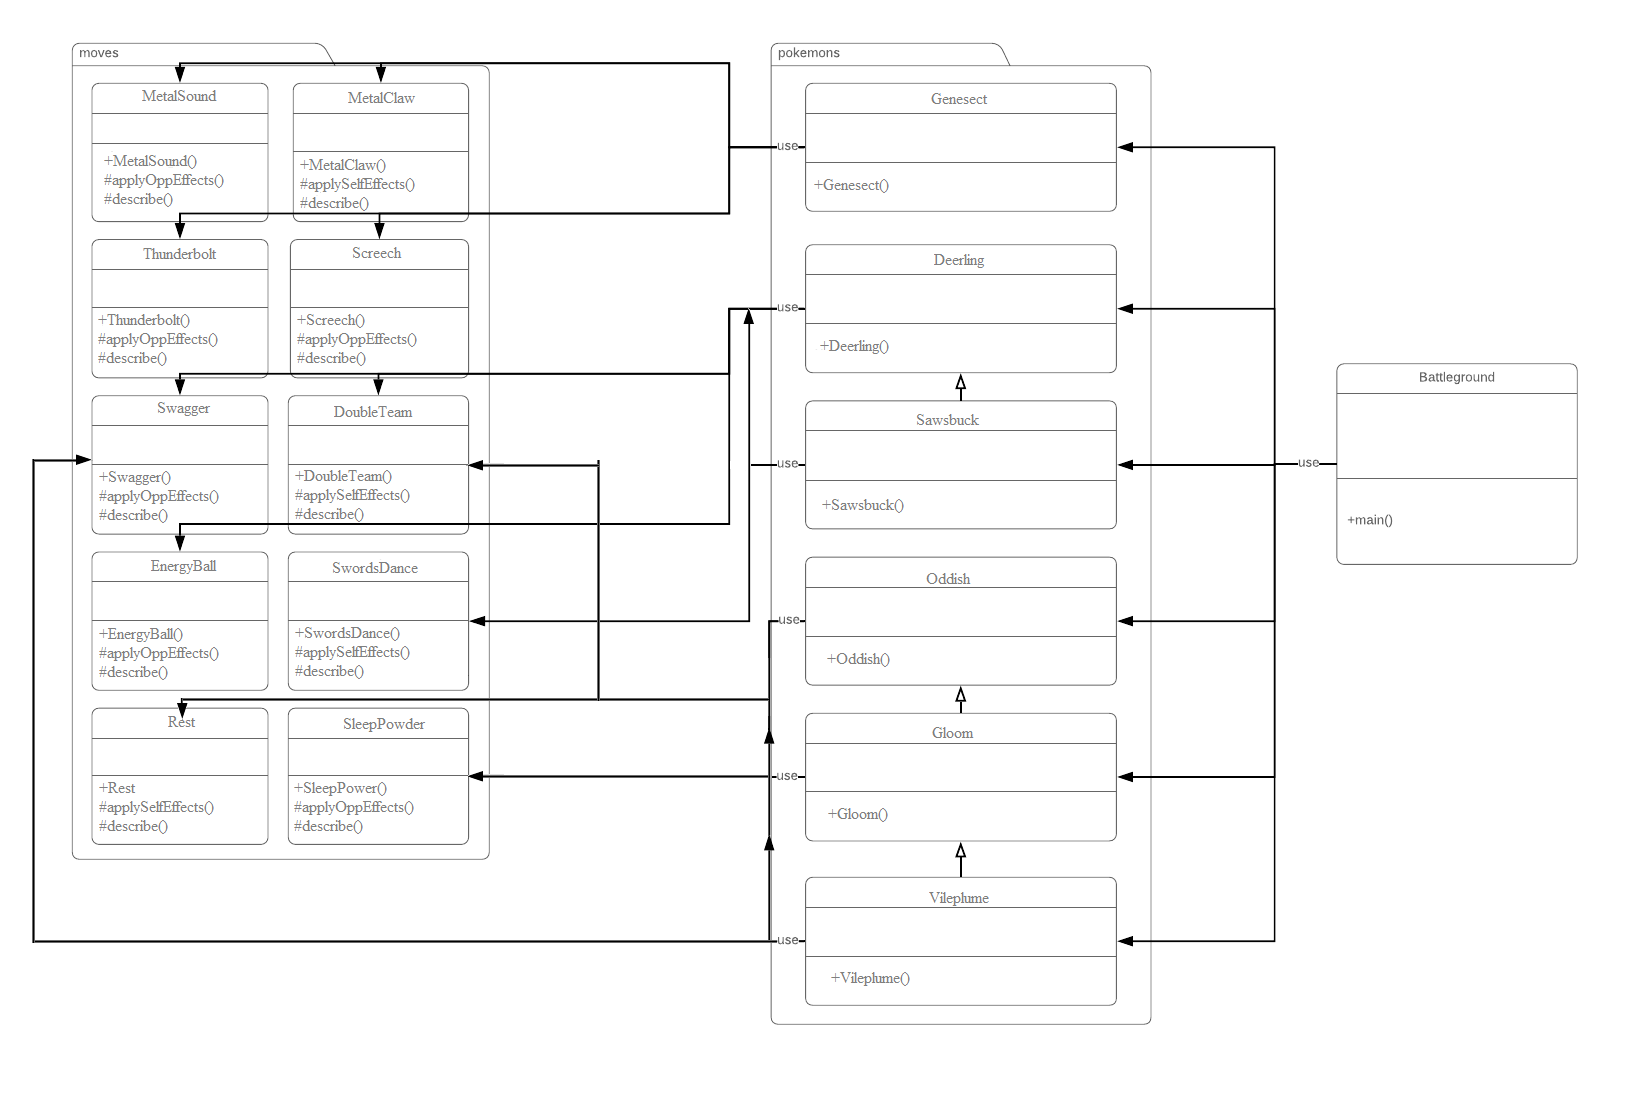 moves
MetalSound
+MetalSound()
#applyOppEffects()
#describe()
MetalClaw
+MetalClaw()
#applySelfEffects()
#describe()
Thunderbolt
+Thunderbolt()
#applyOppEffects()
#describe()
Screech
+Screech()
#applyOppEffects()
#describe()
Swagger
+Swagger()
#applyOppEffects()
#describe()
DoubleTeam
+DoubleTeam()
#applySelfEffects()
#describe()
EnergyBall
+EnergyBall()
#applyOppEffects()
#describe()
SwordsDance
+SwordsDance()
#applySelfEffects()
#describe()
Rest
+Rest
#applySelfEffects()
#describe()
SleepPowder
+SleepPower()
#applyOppEffects()
#describe()
pokemons
use
Genesect
+Genesect()
use
Deerling
+Deerling()
use
Sawsbuck
+Sawsbuck()
use
Oddish
+Oddish()
use
Gloom
+Gloom()
use
Vileplume
+Vileplume()
use
Battleground
+main()